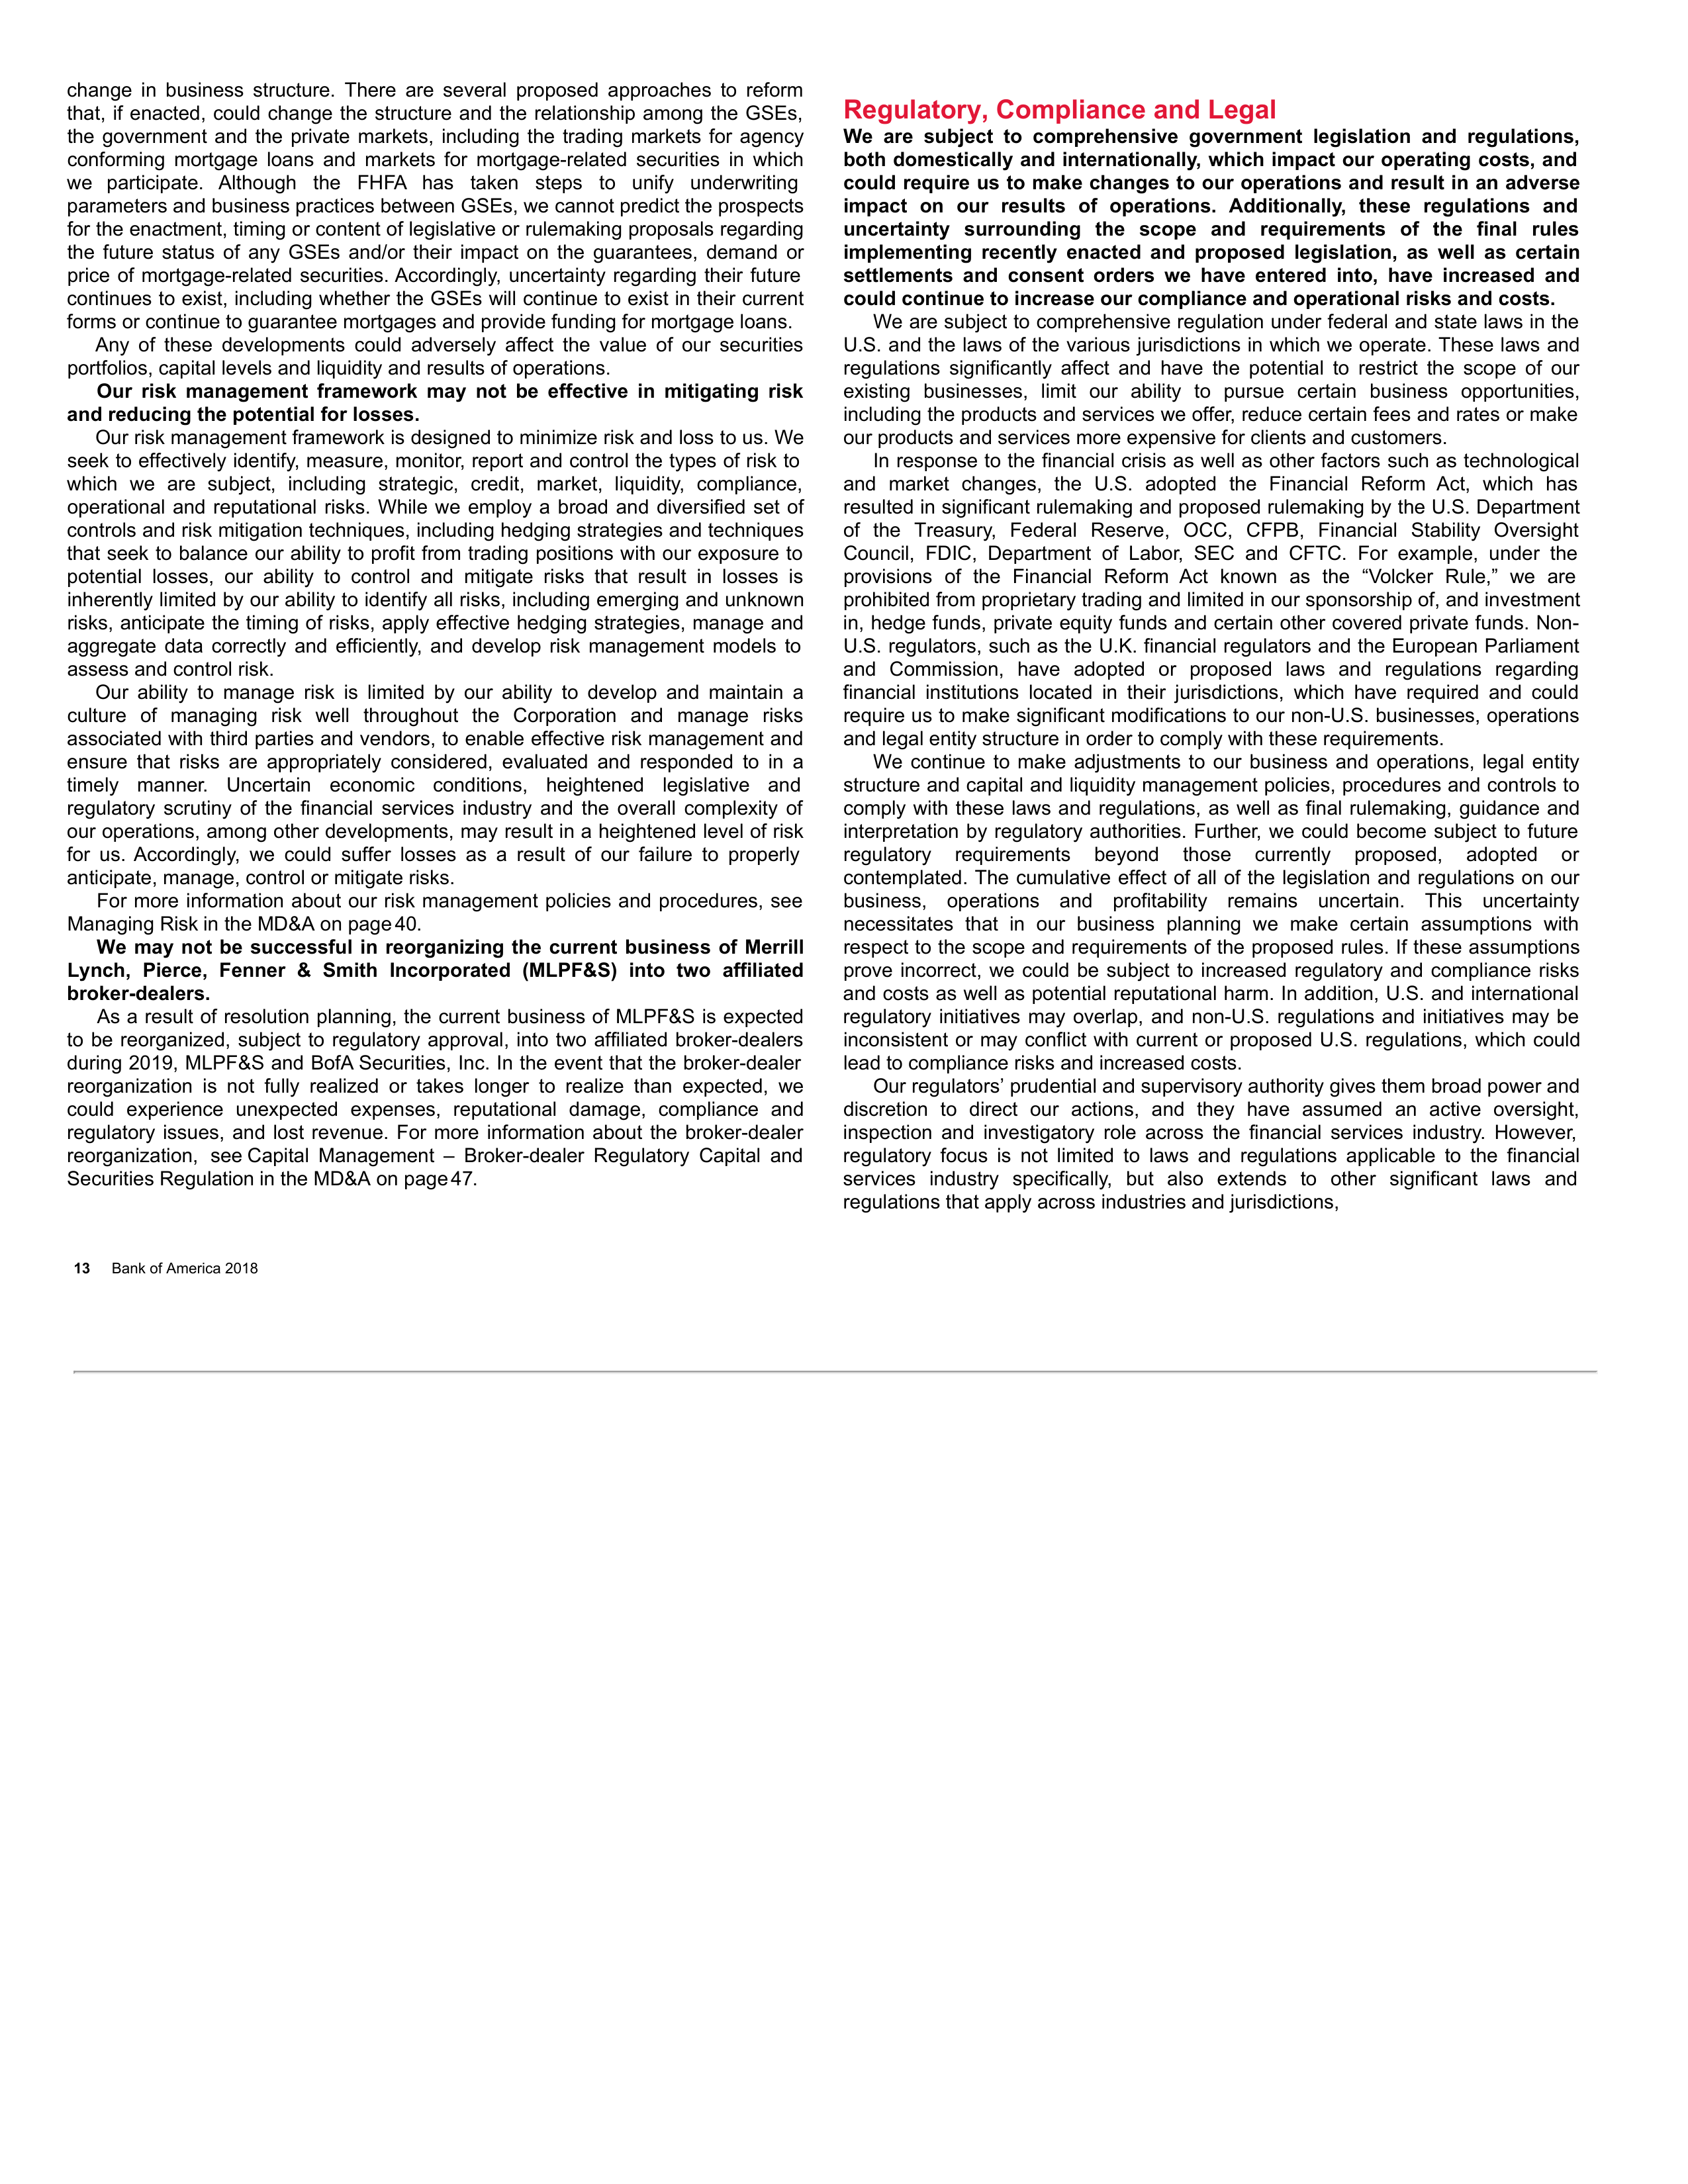 change in business structure. There are several proposed approaches to reform
that, if enacted, could change the structure and the relationship among the GSEs,
the government and the private markets, including the trading markets for agency
conforming mortgage loans and markets for mortgage-related securities in which
we participate. Although the FHFA has taken steps to unify underwriting
parameters and business practices between GSEs, we cannot predict the prospects
for the enactment, timing or content of legislative or rulemaking proposals regarding
the future status of any GSEs and/or their impact on the guarantees, demand or
price of mortgage-related securities. Accordingly, uncertainty regarding their future
continues to exist, including whether the GSEs will continue to exist in their current
forms or continue to guarantee mortgages and provide funding for mortgage loans.
Any of these developments could adversely affect the value of our securities
portfolios, capital levels and liquidity and results of operations.
Our risk management framework may not be effective in mitigating risk
and reducing the potential for losses.
Our risk management framework is designed to minimize risk and loss to us. We
seek to effectively identify, measure, monitor, report and control the types of risk to
which we are subject, including strategic, credit, market, liquidity, compliance,
operational and reputational risks. While we employ a broad and diversified set of
controls and risk mitigation techniques, including hedging strategies and techniques
that seek to balance our ability to profit from trading positions with our exposure to
potential losses, our ability to control and mitigate risks that result in losses is
inherently limited by our ability to identify all risks, including emerging and unknown
risks, anticipate the timing of risks, apply effective hedging strategies, manage and
aggregate data correctly and efficiently, and develop risk management models to
assess and control risk.
Our ability to manage risk is limited by our ability to develop and maintain a
culture of managing risk well throughout the Corporation and manage risks
associated with third parties and vendors, to enable effective risk management and
ensure that risks are appropriately considered, evaluated and responded to in a
timely manner. Uncertain economic conditions, heightened legislative and
regulatory scrutiny of the financial services industry and the overall complexity of
our operations, among other developments, may result in a heightened level of risk
for us. Accordingly, we could suffer losses as a result of our failure to properly
anticipate, manage, control or mitigate risks.
For more information about our risk management policies and procedures, see
Managing Risk in the MD&A on page 40.
We may not be successful in reorganizing the current business of Merrill
Lynch, Pierce, Fenner & Smith Incorporated (MLPF&S) into two affiliated
broker-dealers.
As a result of resolution planning, the current business of MLPF&S is expected
to be reorganized, subject to regulatory approval, into two affiliated broker-dealers
during 2019, MLPF&S and BofA Securities, Inc. In the event that the broker-dealer
reorganization is not fully realized or takes longer to realize than expected, we
could experience unexpected expenses, reputational damage, compliance and
regulatory issues, and lost revenue. For more information about the broker-dealer
reorganization, see Capital Management – Broker-dealer Regulatory Capital and
Securities Regulation in the MD&A on page 47.
Regulatory, Compliance and Legal
We are subject to comprehensive government legislation and regulations,
both domestically and internationally, which impact our operating costs, and
could require us to make changes to our operations and result in an adverse
impact on our results of operations. Additionally, these regulations and
uncertainty surrounding the scope and requirements of the final rules
implementing recently enacted and proposed legislation, as well as certain
settlements and consent orders we have entered into, have increased and
could continue to increase our compliance and operational risks and costs.
We are subject to comprehensive regulation under federal and state laws in the
U.S. and the laws of the various jurisdictions in which we operate. These laws and
regulations significantly affect and have the potential to restrict the scope of our
existing businesses, limit our ability to pursue certain business opportunities,
including the products and services we offer, reduce certain fees and rates or make
our products and services more expensive for clients and customers.
In response to the financial crisis as well as other factors such as technological
and market changes, the U.S. adopted the Financial Reform Act, which has
resulted in significant rulemaking and proposed rulemaking by the U.S. Department
of the Treasury, Federal Reserve, OCC, CFPB, Financial Stability Oversight
Council, FDIC, Department of Labor, SEC and CFTC. For example, under the
provisions of the Financial Reform Act known as the “Volcker Rule,” we are
prohibited from proprietary trading and limited in our sponsorship of, and investment
in, hedge funds, private equity funds and certain other covered private funds. Non-
U.S. regulators, such as the U.K. financial regulators and the European Parliament
and Commission, have adopted or proposed laws and regulations regarding
financial institutions located in their jurisdictions, which have required and could
require us to make significant modifications to our non-U.S. businesses, operations
and legal entity structure in order to comply with these requirements.
We continue to make adjustments to our business and operations, legal entity
structure and capital and liquidity management policies, procedures and controls to
comply with these laws and regulations, as well as final rulemaking, guidance and
interpretation by regulatory authorities. Further, we could become subject to future
regulatory requirements beyond those currently proposed, adopted or
contemplated. The cumulative effect of all of the legislation and regulations on our
business, operations and profitability remains uncertain. This uncertainty
necessitates that in our business planning we make certain assumptions with
respect to the scope and requirements of the proposed rules. If these assumptions
prove incorrect, we could be subject to increased regulatory and compliance risks
and costs as well as potential reputational harm. In addition, U.S. and international
regulatory initiatives may overlap, and non-U.S. regulations and initiatives may be
inconsistent or may conflict with current or proposed U.S. regulations, which could
lead to compliance risks and increased costs.
Our regulators’ prudential and supervisory authority gives them broad power and
discretion to direct our actions, and they have assumed an active oversight,
inspection and investigatory role across the financial services industry. However,
regulatory focus is not limited to laws and regulations applicable to the financial
services industry specifically, but also extends to other significant laws and
regulations that apply across industries and jurisdictions,
13 Bank of America 2018